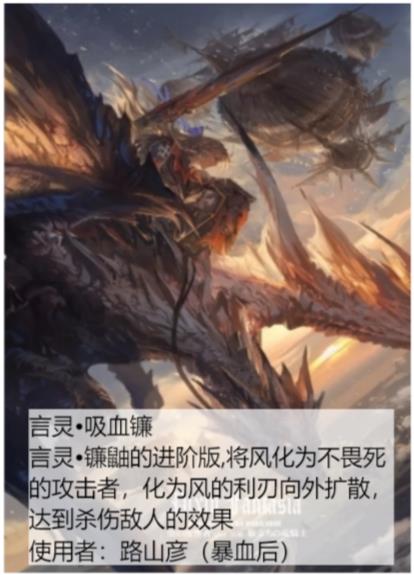 言灵•吸血镰
言灵•镰鼬的进阶版,将风化为不畏死
的攻击者，化为风的利刃向外扩散，
达到杀伤敌人的效果
使用者：路山彦（暴血后）